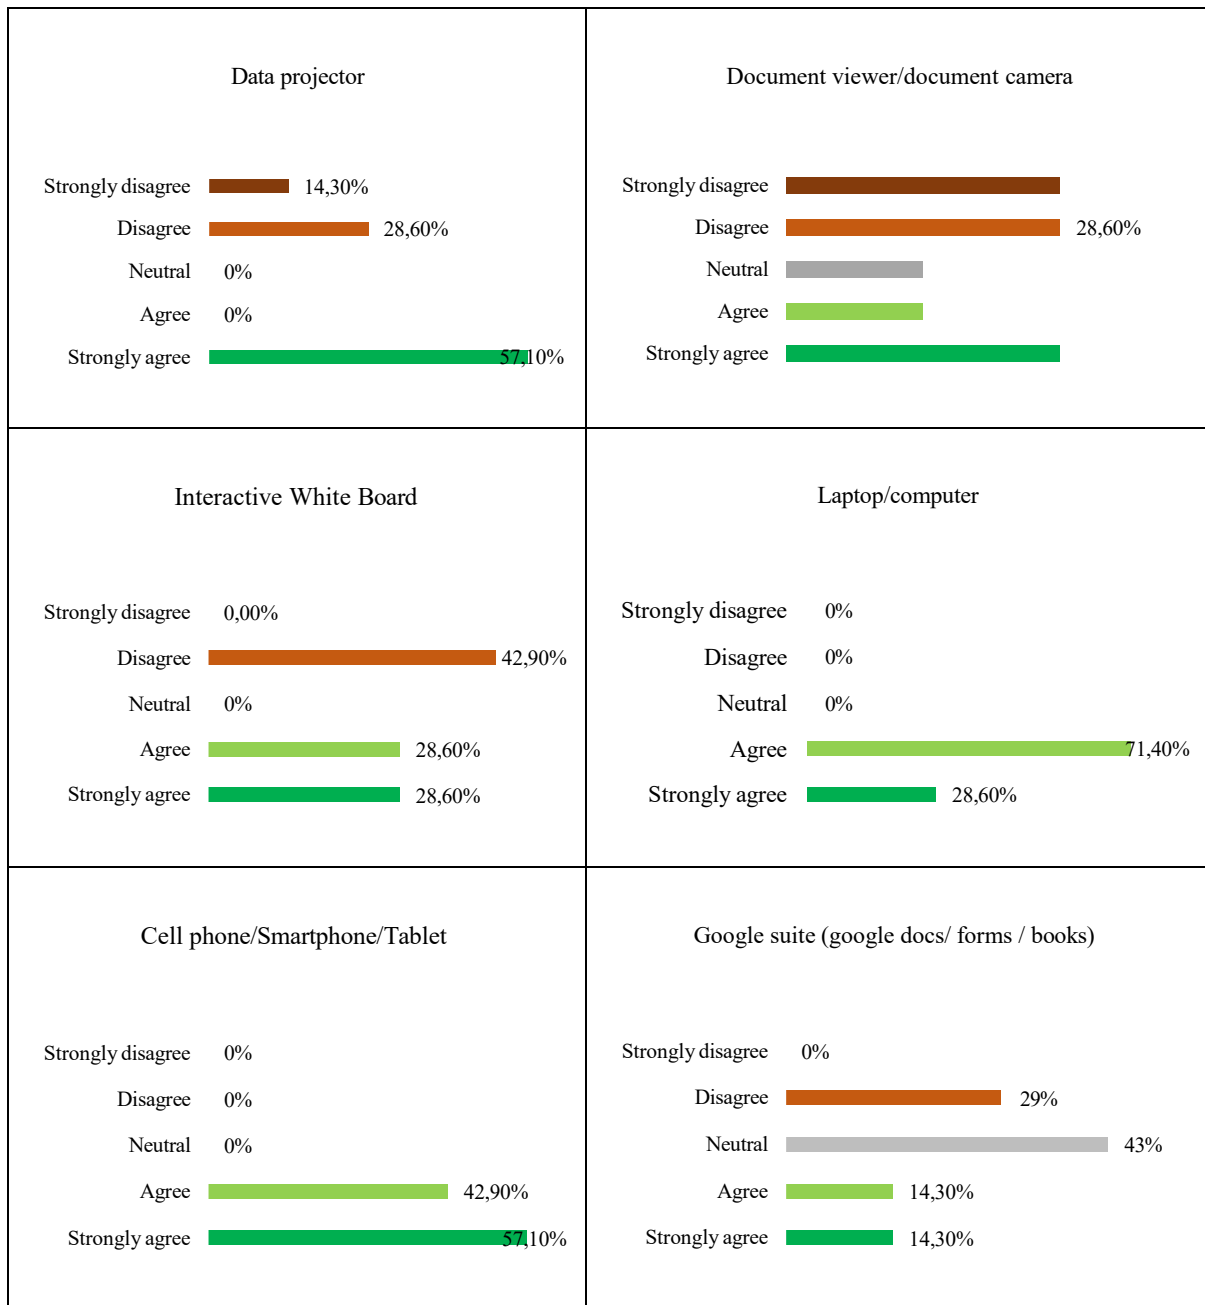 Data projector
Strongly disagree 14,30%
Disagree 28,60%
Neutral 0%
Agree 0%
Strongly agree 57,10%
Document viewer/document camera
Strongly disagree
Disagree 28,60%
Neutral
Agree
Strongly agree
Interactive White Board
Strongly disagree 0,00%
Disagree 42,90%
Neutral 0%
Agree 28,60%
Strongly agree 28,60%
Laptop/computer
Strongly disagree 0%
Disagree 0%
Neutral 0%
Agree 71,40%
Strongly agree 28,60%
Cell phone/Smartphone/Tablet
Strongly disagree 0%
Disagree 0%
Neutral 0%
Agree 42,90%
Strongly agree 57,10%
Google suite (google docs/ forms / books)
Strongly disagree 0%
Disagree 29%
Neutral 43%
Agree 14,30%
Strongly agree 14,30%